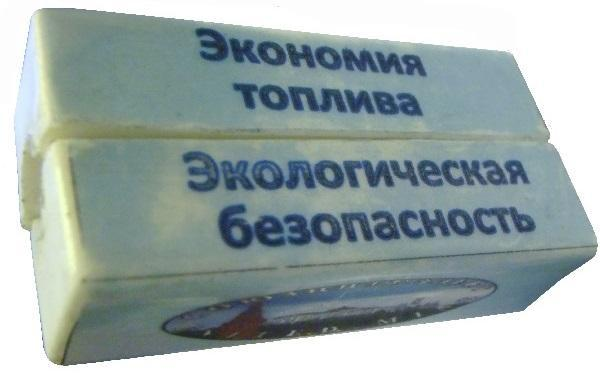 Экономия
топлива
Экологическая
безопасность